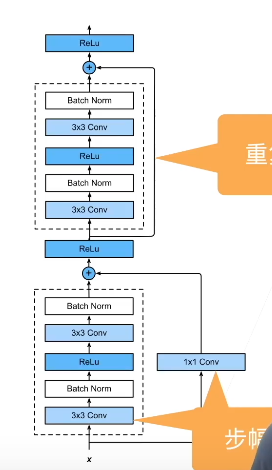 ReLu
+
Batch Norm
3x3 Conv
ReLu
Batch Norm
3x3 Conv
重
ReLu
+
Batch Norm
3x3 Conv
ReLu
1x1 Conv
Batch Norm
3x3 Conv
步幅
x